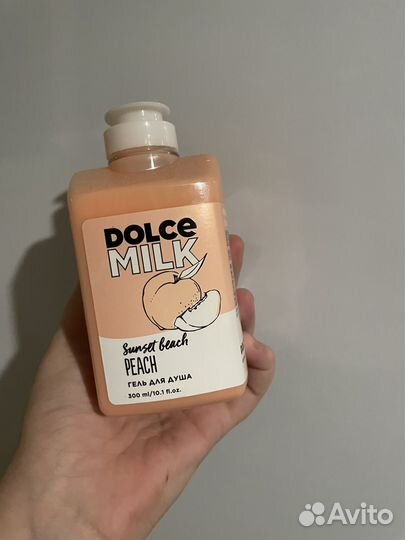 DOLCE
MILK
Sunset beach
PEACH
ГЕЛЬ ДЛЯ ДУША
300 ml/10.1 fl.oz.
Avito